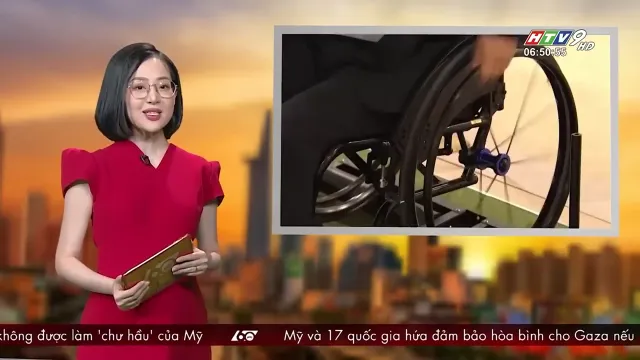 HTV9 HD
06:50:55
không được làm 'chư hầu' của Mỹ 60 Mỹ và 17 quốc gia hứa đảm bảo hòa bình cho Gaza nếu